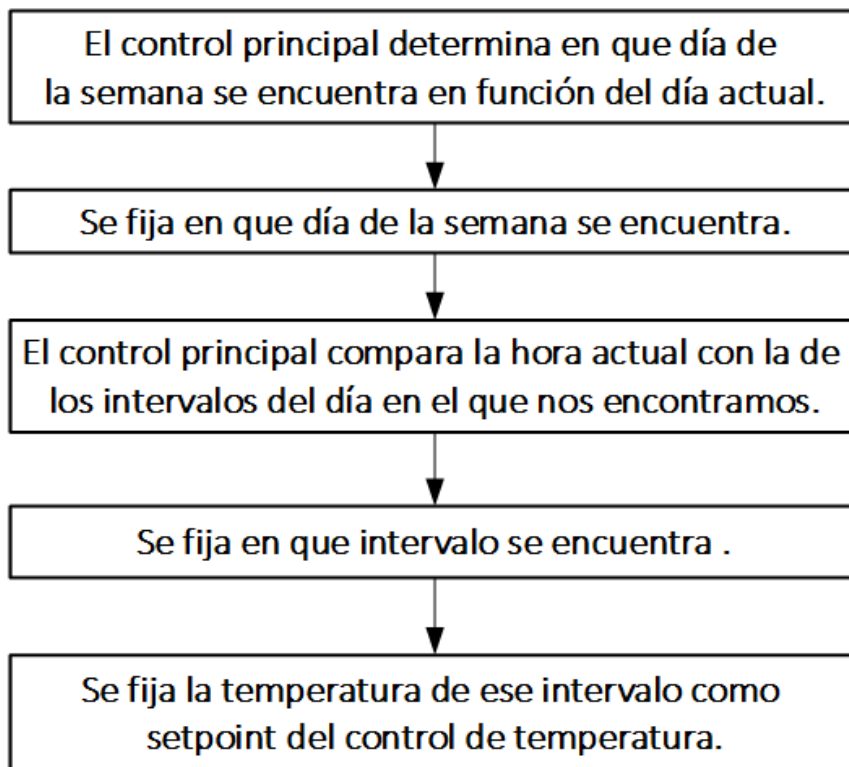 El control principal determina en que día de
la semana se encuentra en función del día actual.
Se fija en que día de la semana se encuentra.
El control principal compara la hora actual con la de
los intervalos del día en el que nos encontramos.
Se fija en que intervalo se encuentra .
Se fija la temperatura de ese intervalo como
setpoint del control de temperatura.